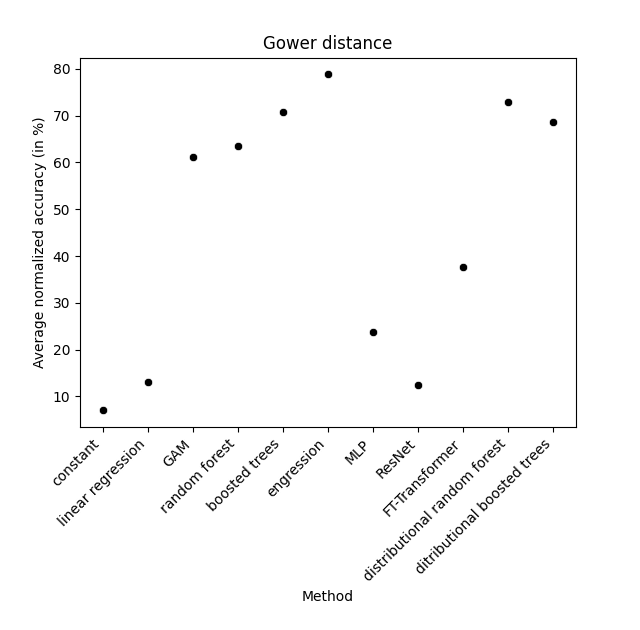 Gower distance
Average normalized accuracy (in %)
80
70
60
50
40
30
20
10
constant
linear regression
GAM
random forest
boosted trees
engression
MLP
ResNet
FT-Transformer
distributional random forest
ditributional boosted trees
Method